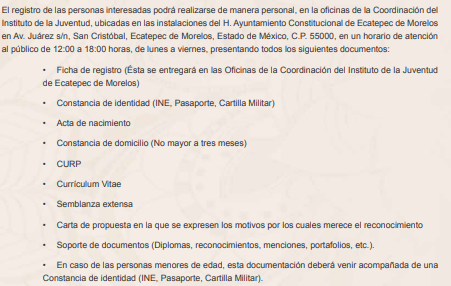 El registro de las personas interesadas podrá realizarse de manera personal, en la oficinas de la Coordinación del
Instituto de la Juventud, ubicadas en las instalaciones del H. Ayuntamiento Constitucional de Ecatepec de Morelos
en Av. Juárez s/n, San Cristóbal, Ecatepec de Morelos, Estado de México, C.P. 55000, en un horario de atención
al público de 12:00 a 18:00 horas, de lunes a viernes, presentando todos los siguientes documentos:
• Ficha de registro (Ésta se entregará en las Oficinas de la Coordinación del Instituto de la Juventud
de Ecatepec de Morelos)
• Constancia de identidad (INE, Pasaporte, Cartilla Militar)
• Acta de nacimiento
• Constancia de domicilio (No mayor a tres meses)
• CURP
• Currículum Vitae
• Semblanza extensa
• Carta de propuesta en la que se expresen los motivos por los cuales merece el reconocimiento
• Soporte de documentos (Diplomas, reconocimientos, menciones, portafolios, etc.).
• En caso de las personas menores de edad, esta documentación deberá venir acompañada de una
Constancia de identidad (INE, Pasaporte, Cartilla Militar).